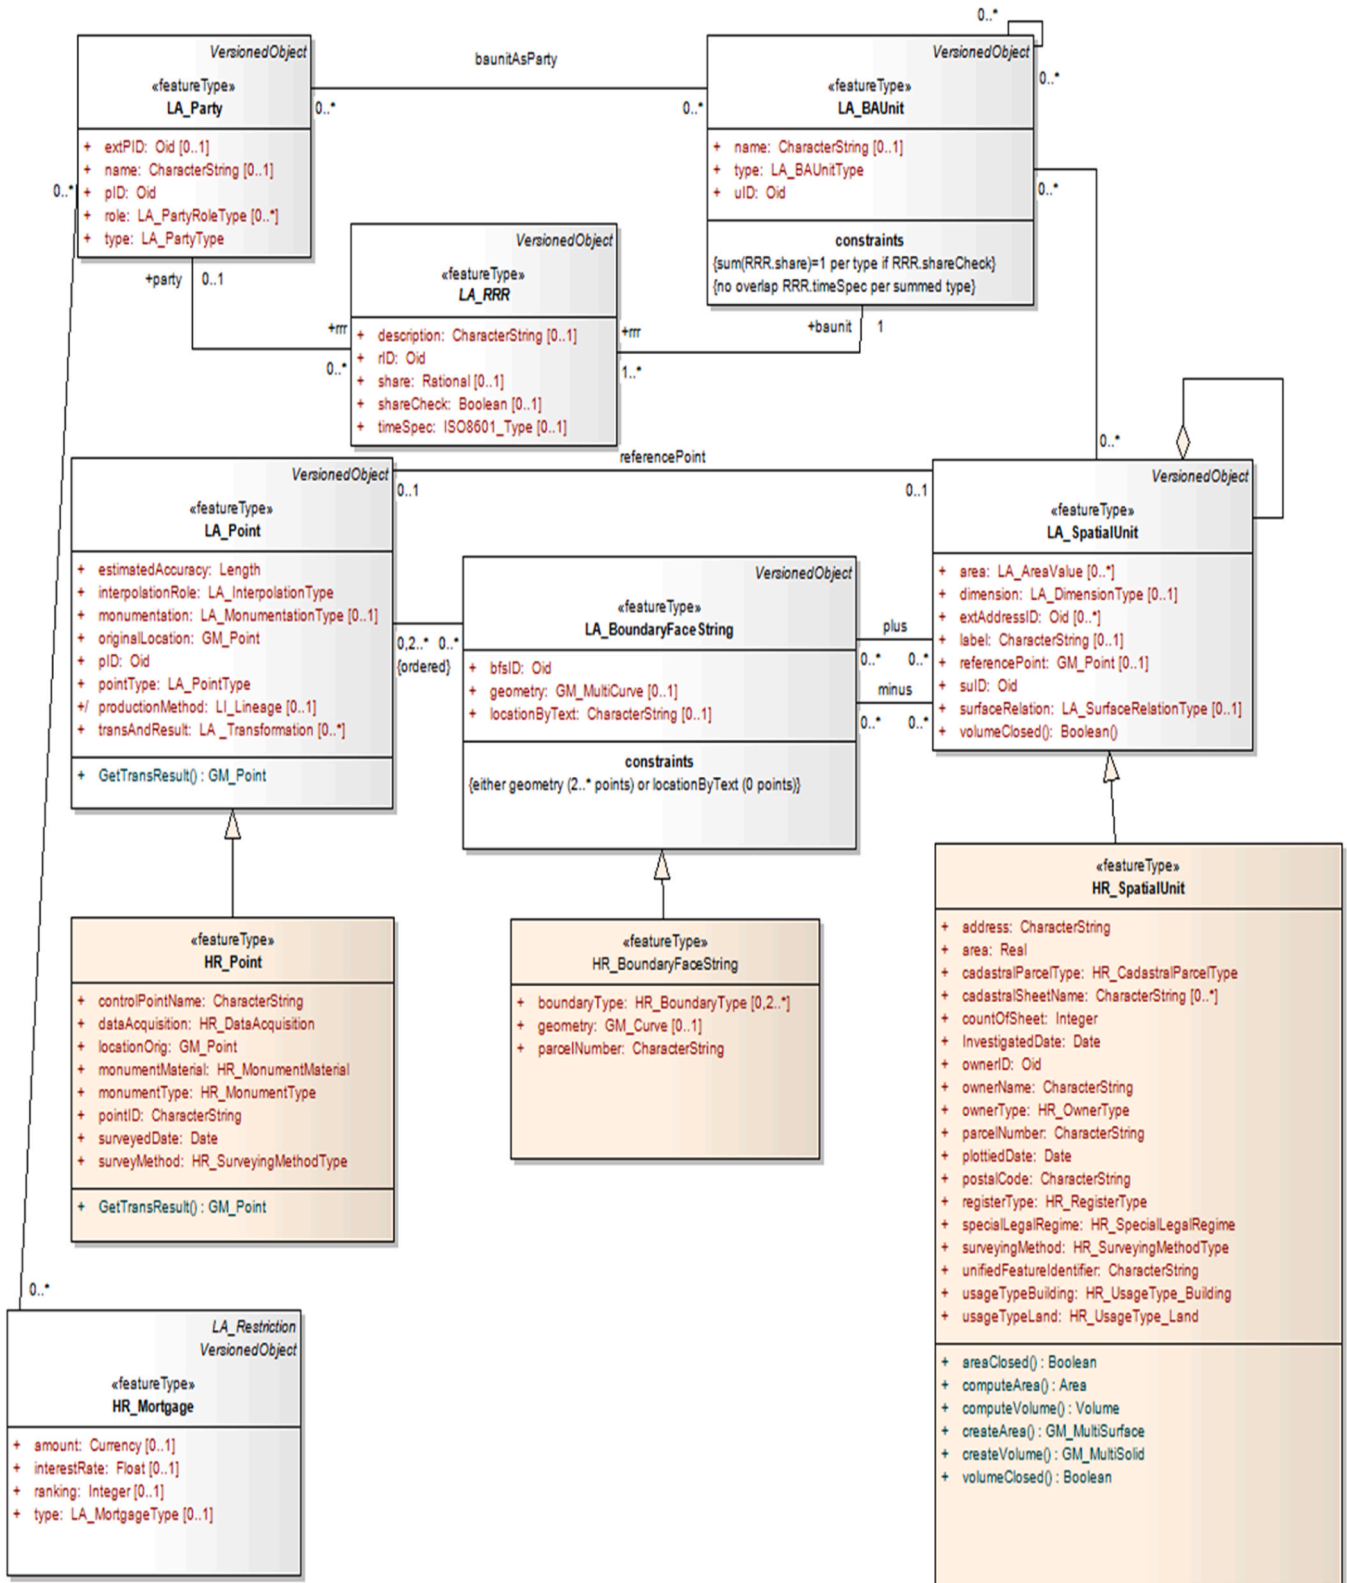 VersionedObject
«featureType»
LA_Party
+ extPID: Oid [0..1]
+ name: CharacterString [0..1]
+ pID: Oid
+ role: LA_PartyRoleType [0..*]
+ type: LA_PartyType
baunitAsParty
0..*
0..*
0..*
0..*
VersionedObject
«featureType»
LA_BAUnit
+ name: CharacterString [0..1]
+ type: LA_BAUnitType
+ uID: Oid
constraints
{sum(RRR.share)=1 per type if RRR.shareCheck}
{no overlap RRR.timeSpec per summed type}
0..*
0..*
+party 0..1
+rrr
0..*
VersionedObject
«featureType»
LA_RRR
+ description: CharacterString [0..1]
+ rID: Oid
+ share: Rational [0..1]
+ shareCheck: Boolean [0..1]
+ timeSpec: ISO8601_Type [0..1]
+rrr
1..*
+baunit 1
0..*
referencePoint
0..1
0..1
VersionedObject
«featureType»
LA_Point
+ estimatedAccuracy: Length
+ interpolationRole: LA_InterpolationType
+ monumentation: LA_MonumentationType [0..1]
+ originalLocation: GM_Point
+ pID: Oid
+ pointType: LA_PointType
+/ productionMethod: LI_Lineage [0..1]
+ transAndResult: LA _Transformation [0..*]
+ GetTransResult() : GM_Point
0,2..* 0..*
{ordered}
VersionedObject
«featureType»
LA_BoundaryFaceString
+ bfsID: Oid
+ geometry: GM_MultiCurve [0..1]
+ locationByText: CharacterString [0..1]
constraints
{either geometry (2..* points) or locationByText (0 points)}
plus
0..* 0..*
minus
0..* 0..*
VersionedObject
«featureType»
LA_SpatialUnit
+ area: LA_AreaValue [0..*]
+ dimension: LA_DimensionType [0..1]
+ extAddressID: Oid [0..*]
+ label: CharacterString [0..1]
+ referencePoint: GM_Point [0..1]
+ suID: Oid
+ surfaceRelation: LA_SurfaceRelationType [0..1]
+ volumeClosed(): Boolean()
«featureType»
HR_Point
+ controlPointName: CharacterString
+ dataAcquisition: HR_DataAcquisition
+ locationOrig: GM_Point
+ monumentMaterial: HR_MonumentMaterial
+ monumentType: HR_MonumentType
+ pointID: CharacterString
+ surveyedDate: Date
+ surveyMethod: HR_SurveyingMethodType
+ GetTransResult() : GM_Point
«featureType»
HR_BoundaryFaceString
+ boundaryType: HR_BoundaryType [0,2..*]
+ geometry: GM_Curve [0..1]
+ parcelNumber: CharacterString
«featureType»
HR_SpatialUnit
+ address: CharacterString
+ area: Real
+ cadastralParcelType: HR_CadastralParcelType
+ cadastralSheetName: CharacterString [0..*]
+ countOfSheet: Integer
+ InvestigatedDate: Date
+ ownerID: Oid
+ ownerName: CharacterString
+ ownerType: HR_OwnerType
+ parcelNumber: CharacterString
+ plottiedDate: Date
+ postalCode: CharacterString
+ registerType: HR_RegisterType
+ specialLegalRegime: HR_SpecialLegalRegime
+ surveyingMethod: HR_SurveyingMethodType
+ unifiedFeatureIdentifier: CharacterString
+ usageTypeBuilding: HR_UsageType_Building
+ usageTypeLand: HR_UsageType_Land
+ areaClosed() : Boolean
+ computeArea() : Area
+ computeVolume() : Volume
+ createArea() : GM_MultiSurface
+ createVolume() : GM_MultiSolid
+ volumeClosed() : Boolean
0..*
LA_Restriction
VersionedObject
«featureType»
HR_Mortgage
+ amount: Currency [0..1]
+ interestRate: Float [0..1]
+ ranking: Integer [0..1]
+ type: LA_MortgageType [0..1]